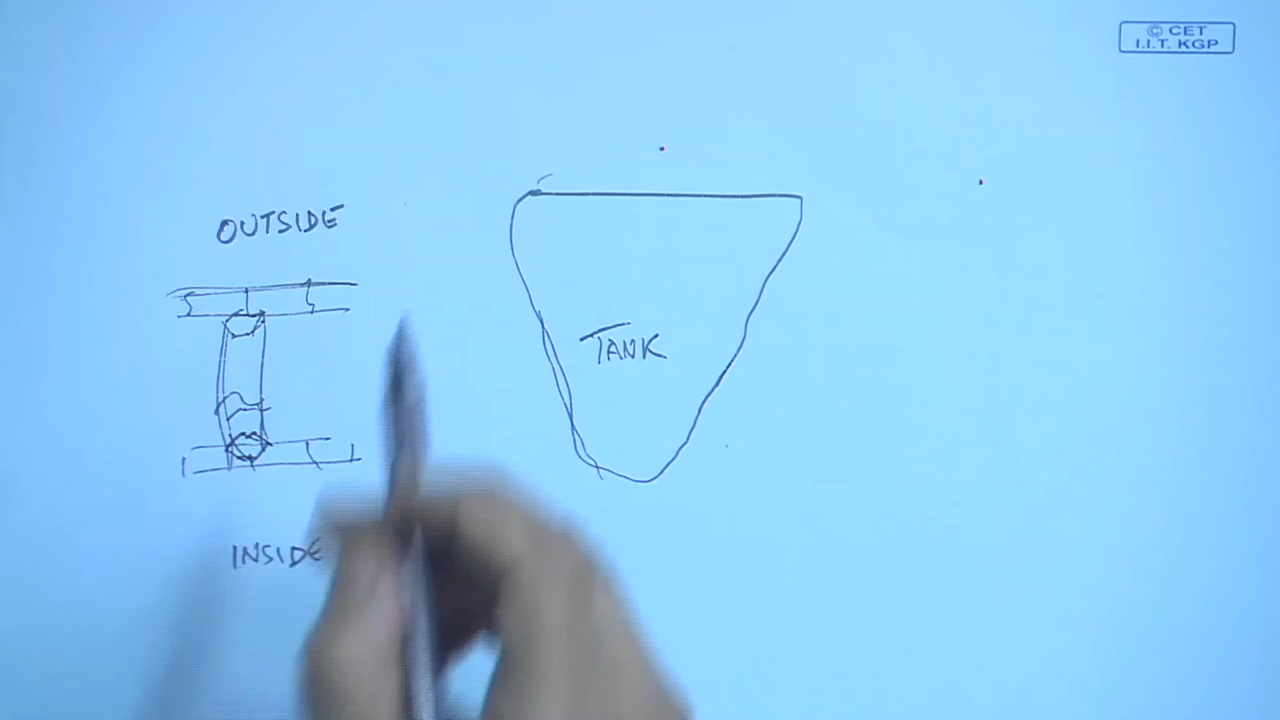 © CET
I.I.T. KGP
OUTSIDE
TANK
INSIDE